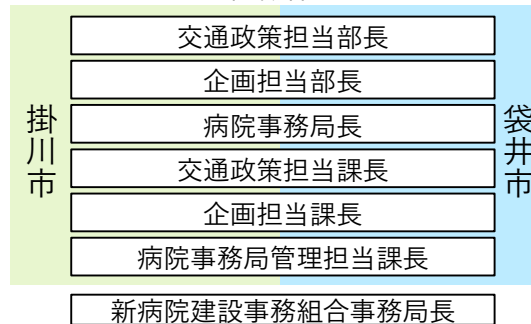 交通政策担当部長
企画担当部長
病院事務局長
交通政策担当課長
企画担当課長
病院事務局管理担当課長
新病院建設事務組合事務局長
掛川市
袋井市